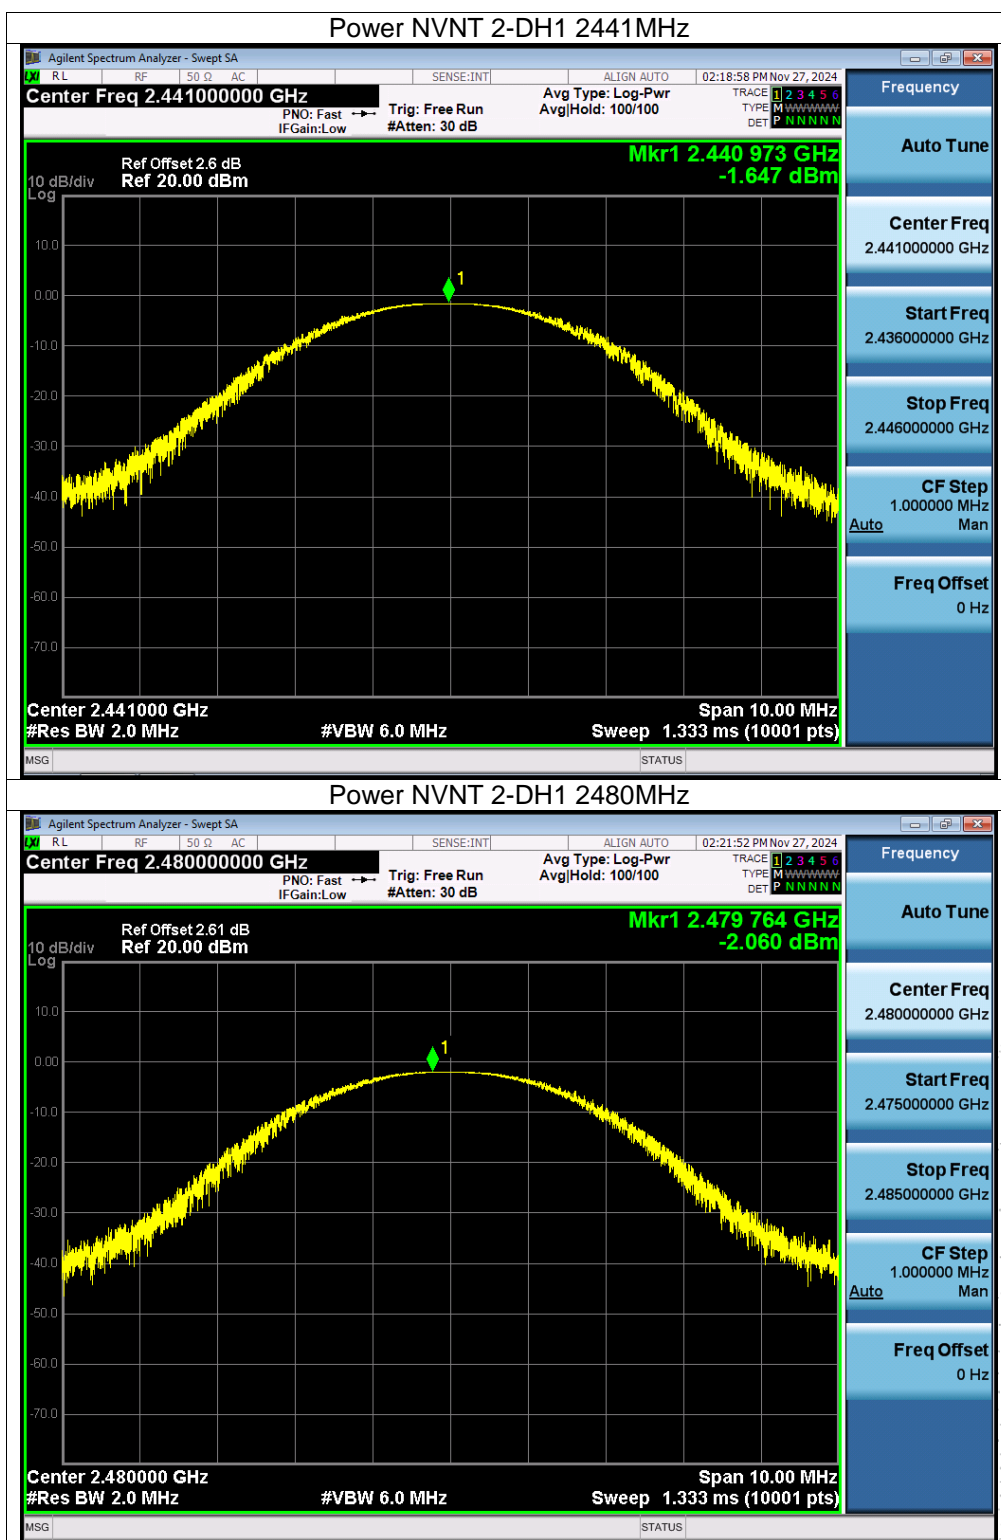 Power NVNT 2-DH1 2441MHz
Agilent Spectrum Analyzer - Swept SA
LXI RL RF 50 Ω AC SENSE:INT ALIGN AUTO 02:18:58 PM Nov 27, 2024
Frequency
Center Freq 2.441000000 GHz
PNO: Fast
IFGain:Low
Trig: Free Run
#Atten: 30 dB
Avg Type: Log-Pwr
Avg|Hold: 100/100
TRACE 1 2 3 4 5 6
TYPE M WWWWW
DET P N N N N N
Auto Tune
Mkr1 2.440 973 GHz
-1.647 dBm
Ref Offset 2.6 dB
10 dB/div Ref 20.00 dBm
Log
10.0
0.00
-10.0
-20.0
-30.0
-40.0
-50.0
-60.0
-70.0
1
Center Freq
2.441000000 GHz
Start Freq
2.436000000 GHz
Stop Freq
2.446000000 GHz
CF Step
1.000000 MHz
Auto Man
Freq Offset
0 Hz
Center 2.441000 GHz Span 10.00 MHz
#Res BW 2.0 MHz #VBW 6.0 MHz Sweep 1.333 ms (10001 pts)
MSG STATUS
Power NVNT 2-DH1 2480MHz
Agilent Spectrum Analyzer - Swept SA
LXI RL RF 50 Ω AC SENSE:INT ALIGN AUTO 02:21:52 PM Nov 27, 2024
Frequency
Center Freq 2.480000000 GHz
PNO: Fast
IFGain:Low
Trig: Free Run
#Atten: 30 dB
Avg Type: Log-Pwr
Avg|Hold: 100/100
TRACE 1 2 3 4 5 6
TYPE M WWWWW
DET P N N N N N
Auto Tune
Mkr1 2.479 764 GHz
-2.060 dBm
Ref Offset 2.61 dB
10 dB/div Ref 20.00 dBm
Log
10.0
0.00
-10.0
-20.0
-30.0
-40.0
-50.0
-60.0
-70.0
1
Center Freq
2.480000000 GHz
Start Freq
2.475000000 GHz
Stop Freq
2.485000000 GHz
CF Step
1.000000 MHz
Auto Man
Freq Offset
0 Hz
Center 2.480000 GHz Span 10.00 MHz
#Res BW 2.0 MHz #VBW 6.0 MHz Sweep 1.333 ms (10001 pts)
MSG STATUS